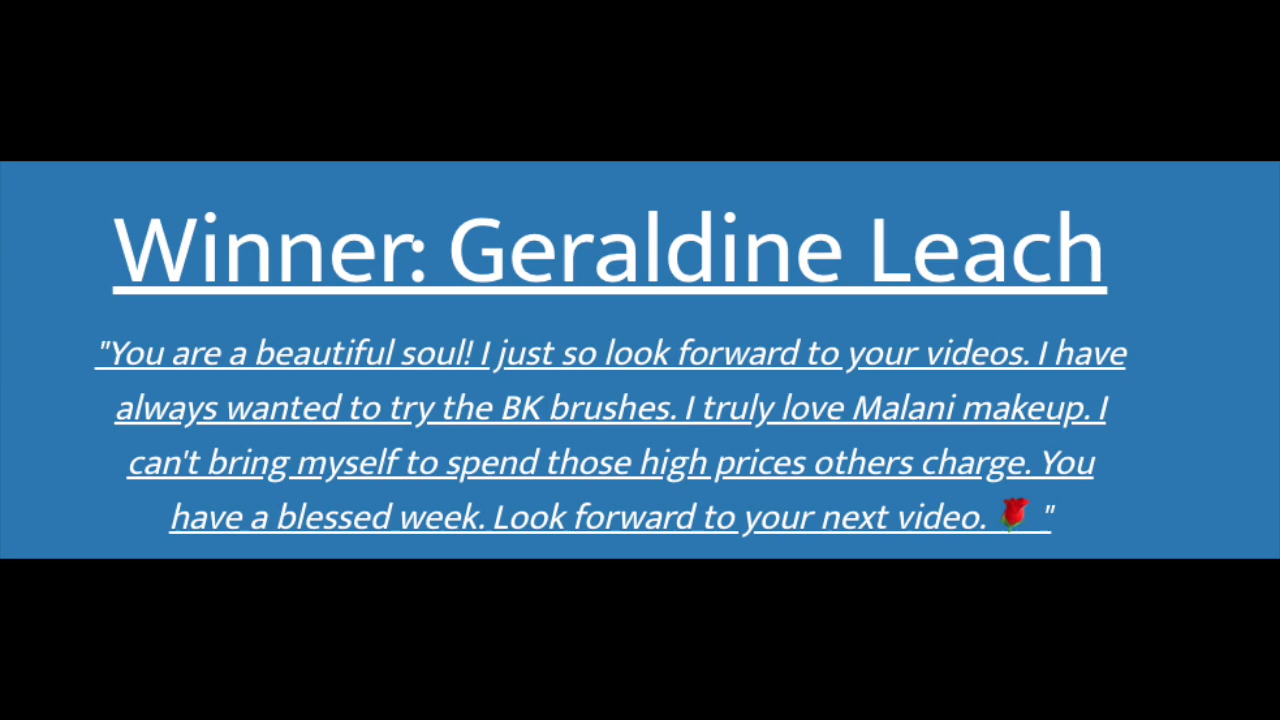 Winner: Geraldine Leach
"You are a beautiful soul! I just so look forward to your videos. I have
always wanted to try the BK brushes. I truly love Malani makeup. I
can't bring myself to spend those high prices others charge. You
have a blessed week. Look forward to your next video. 🌹 "